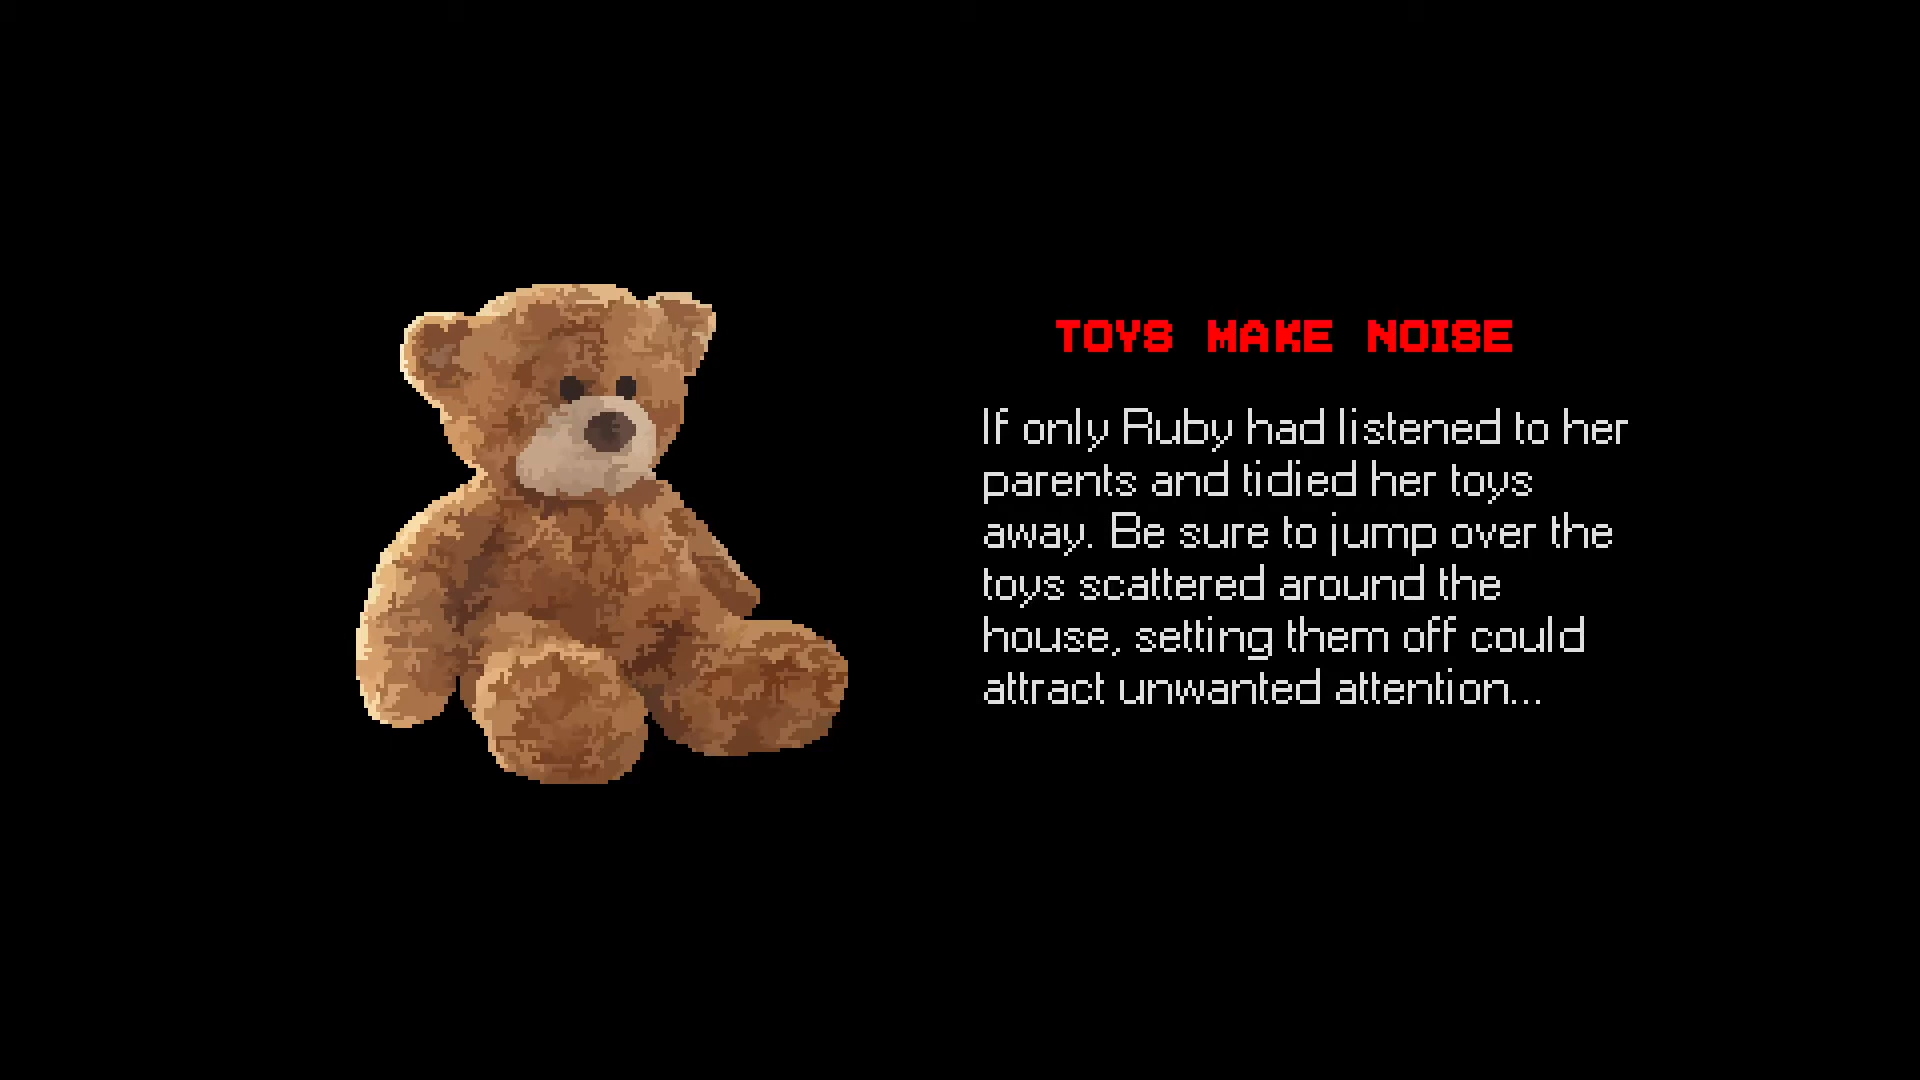 TOYS MAKE NOISE
If only Ruby had listened to her
parents and tidied her toys
away. Be sure to jump over the
toys scattered around the
house, setting them off could
attract unwanted attention...